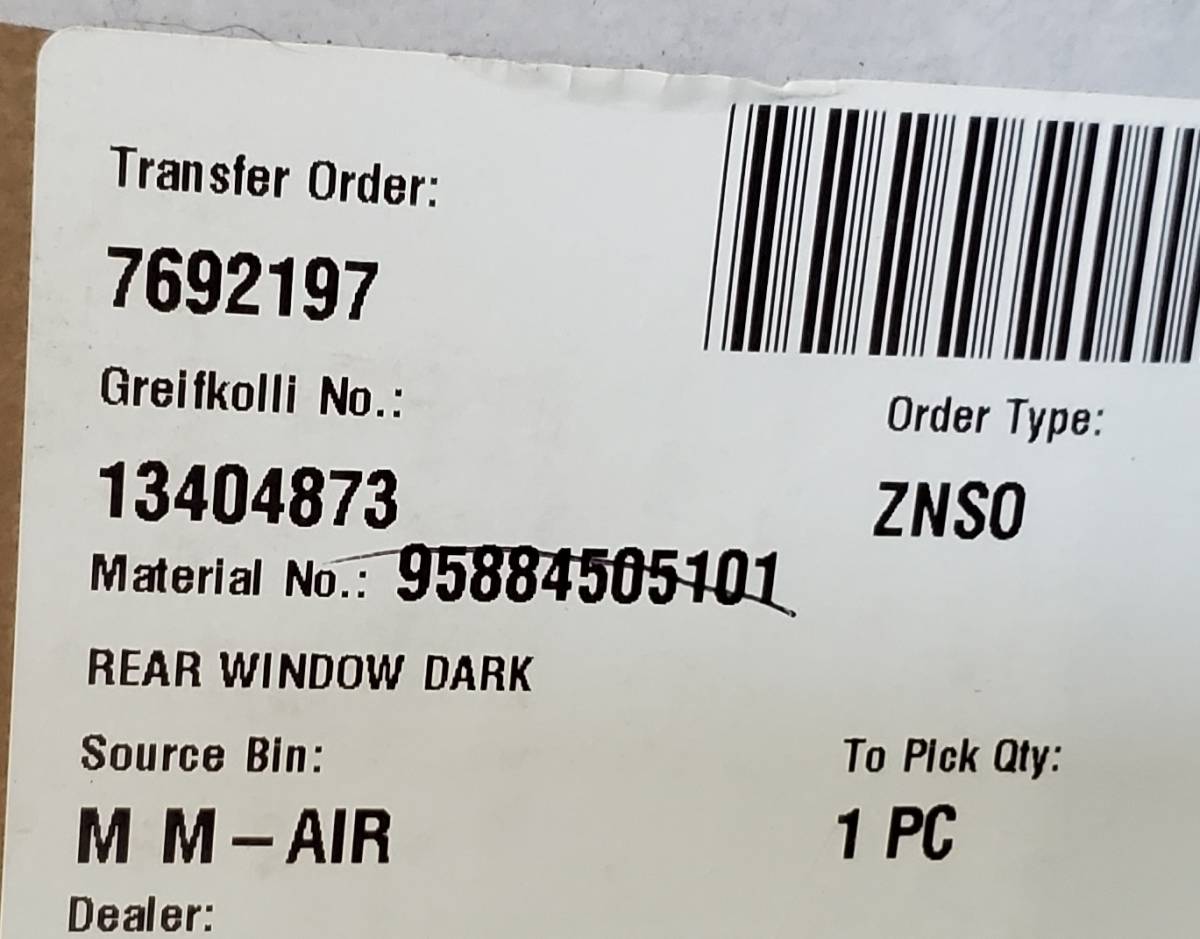 Transfer Order:
7692197
Greifkolli No.:
Order Type:
13404873
ZNSO
Material No.: 95884505101
REAR WINDOW DARK
Source Bin:
To Pick Qty:
M M-AIR
1 PC
Dealer: